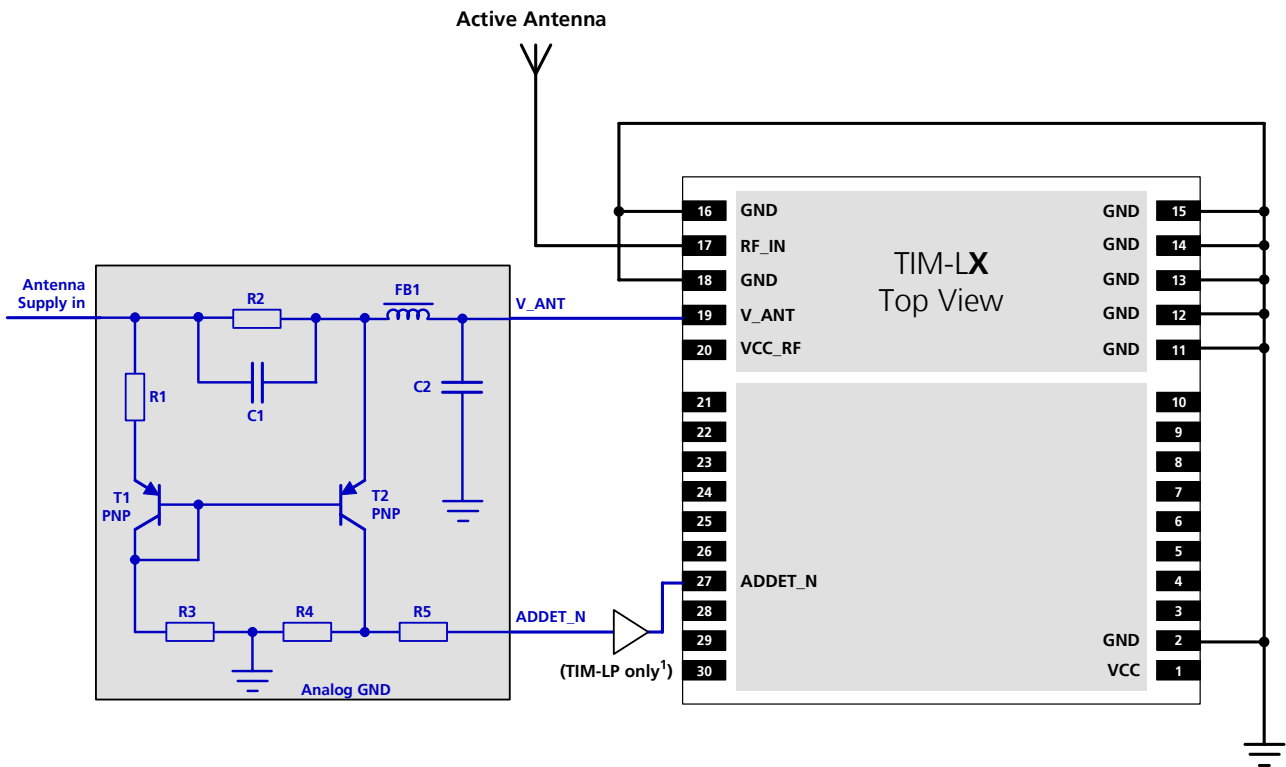 Active Antenna
Antenna
Supply in
R2
FB1
V_ANT
R1
C1
C2
T1
PNP
T2
PNP
R3
R4
R5
ADDET_N
Analog GND
(TIM-LP only¹)
TIM-LX
Top View
16 GND
17 RF_IN
18 GND
19 V_ANT
20 VCC_RF
21
22
23
24
25
26
27 ADDET_N
28
29
30
GND 15
GND 14
GND 13
GND 12
GND 11
10
9
8
7
6
5
4
3
GND 2
VCC 1